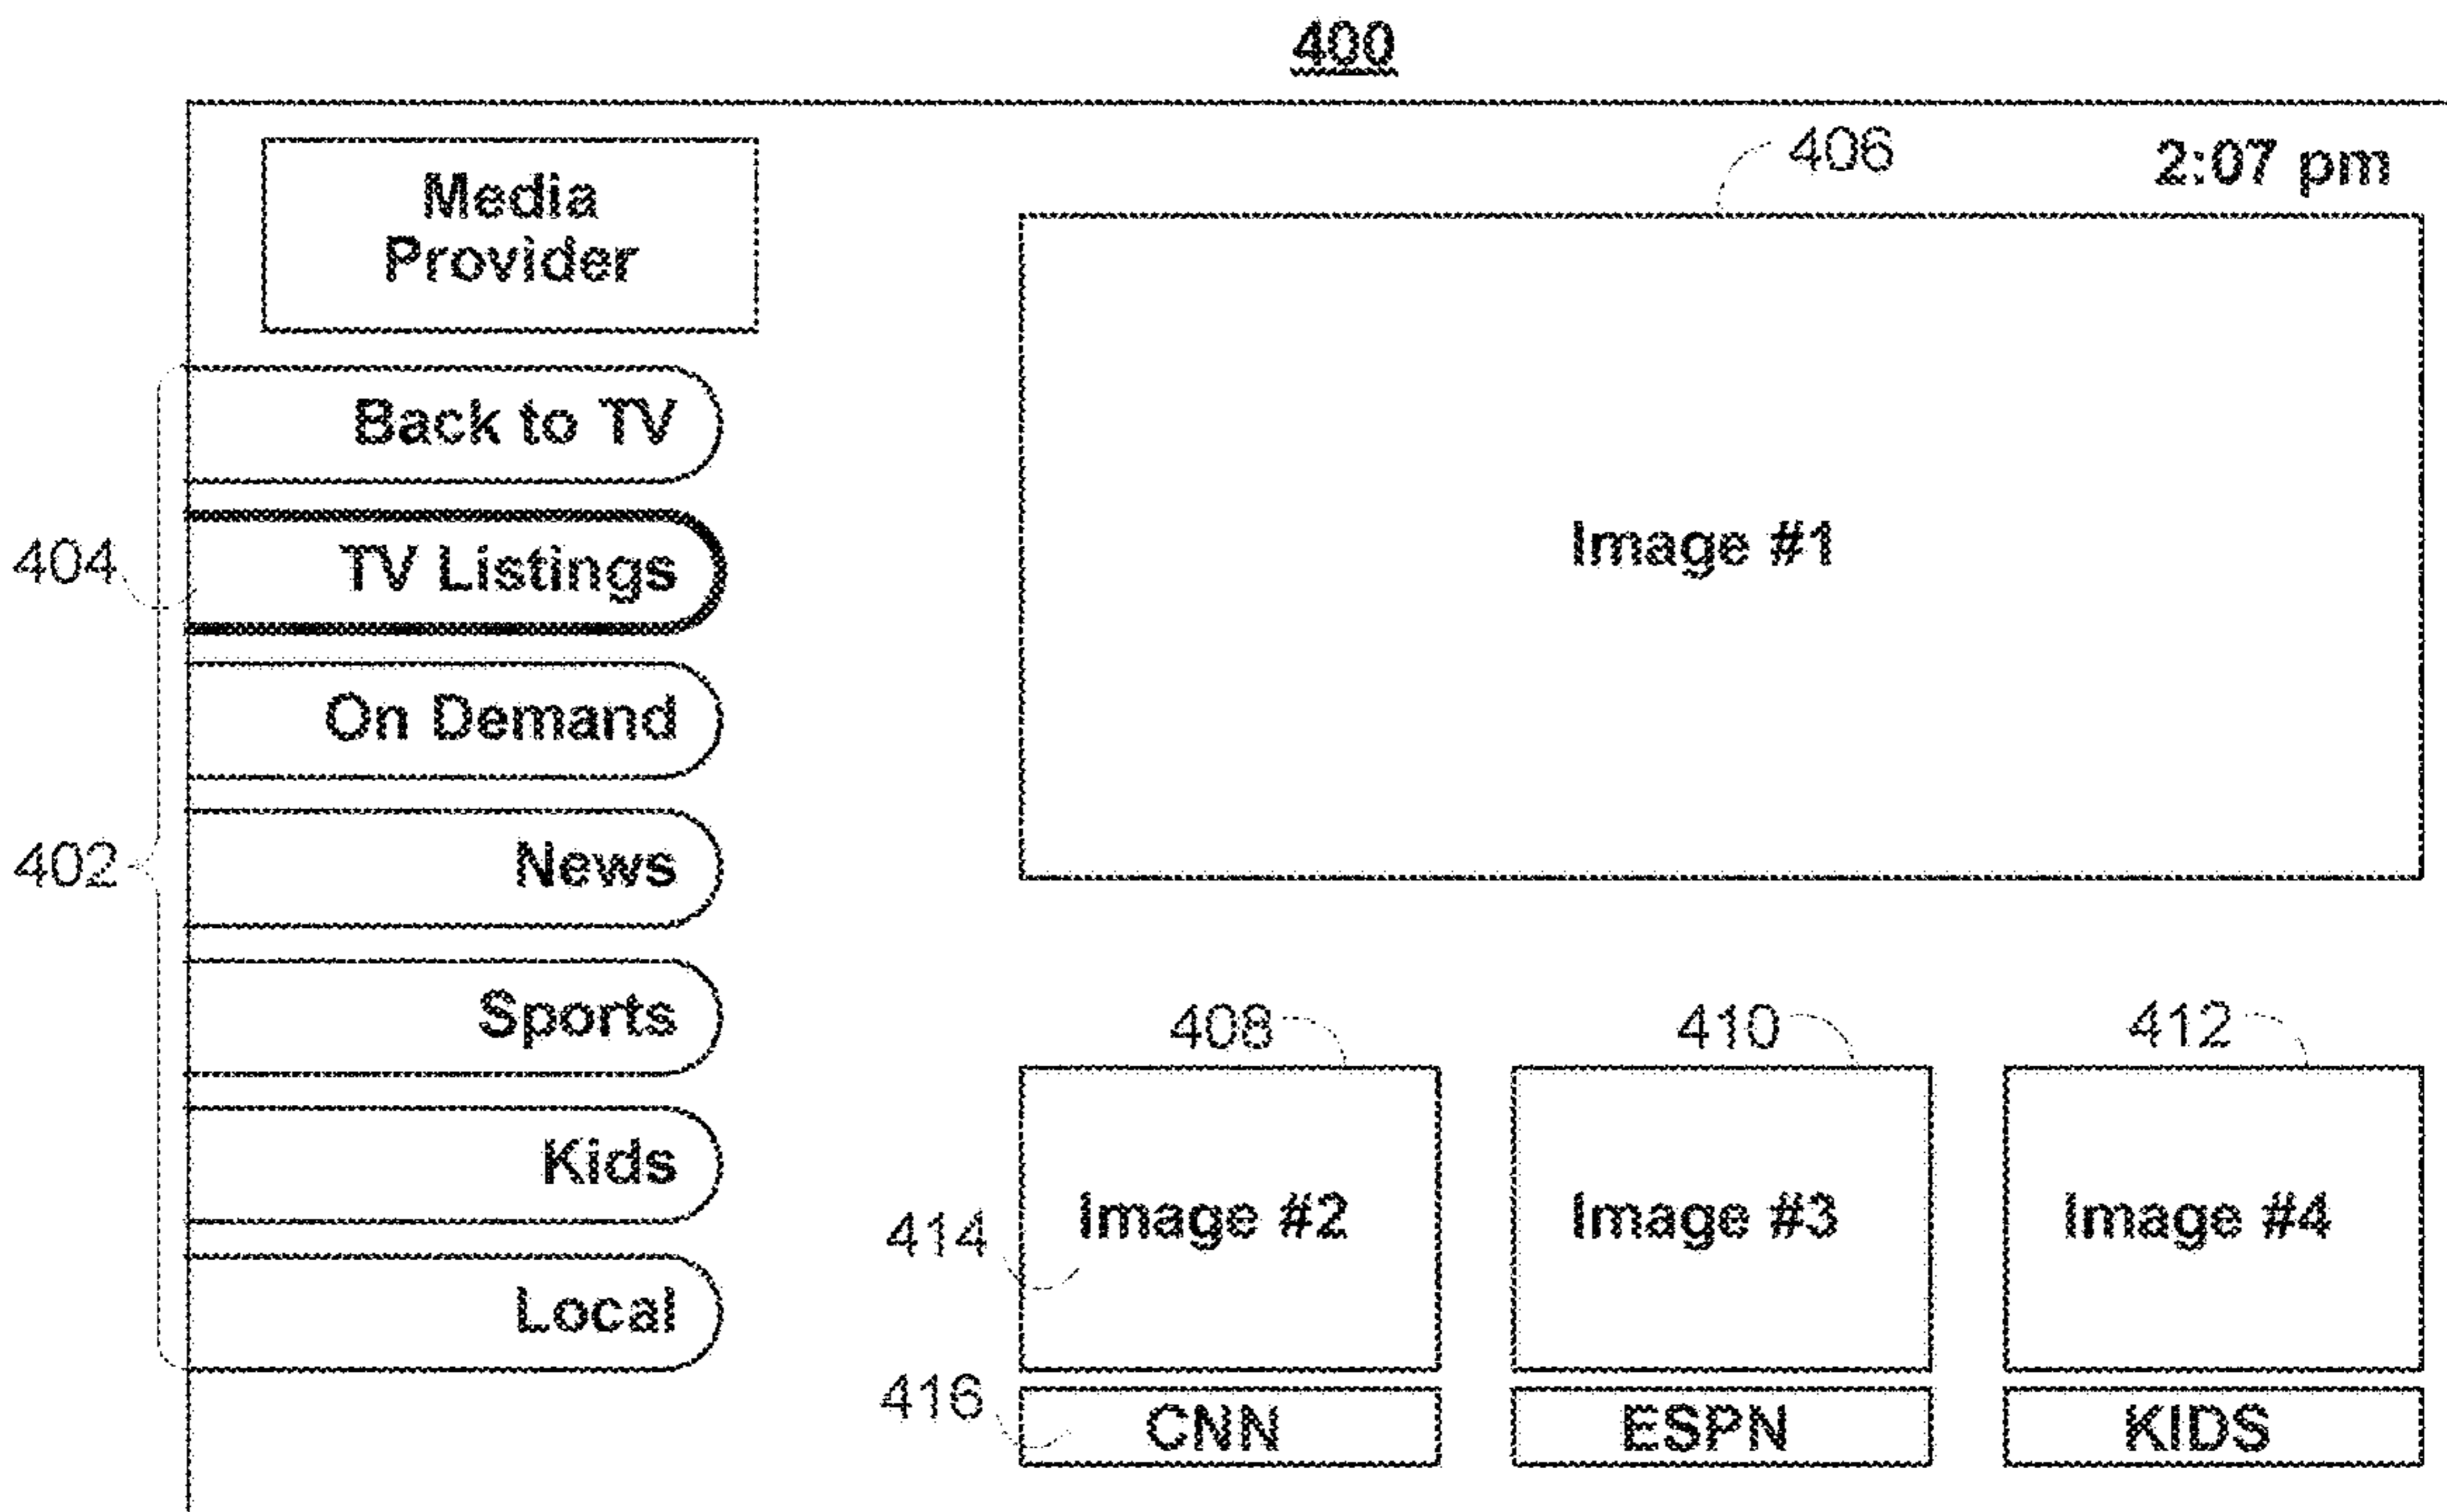 400
406
2:07 pm
Media
Provider
Back to TV
404
TV Listings
Image #1
On Demand
402
News
Sports
408
410
412
Kids
414
Image #2
Image #3
Image #4
Local
416
CNN
ESPN
KIDS